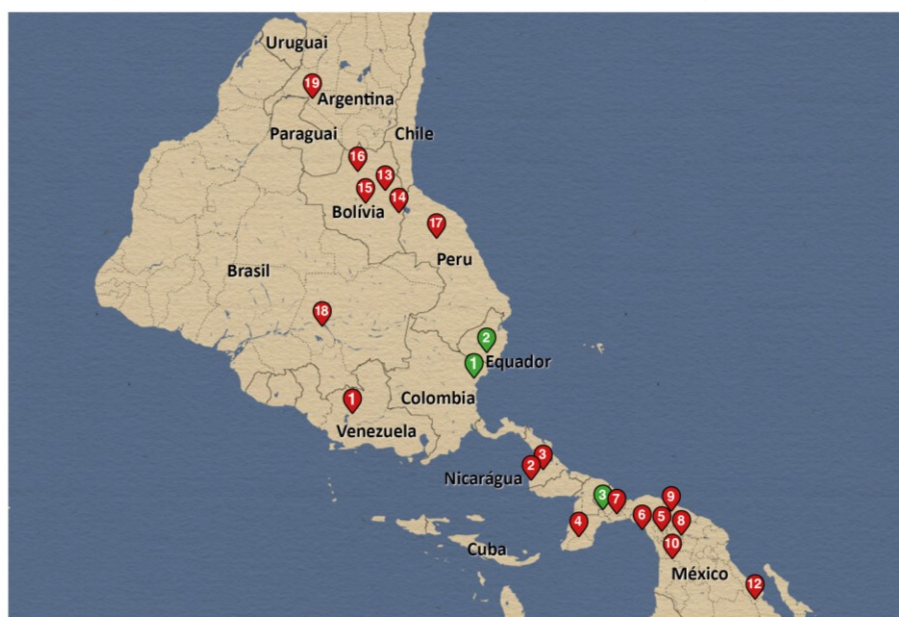 Uruguai
19
Argentina
Paraguai
Chile
16
13
15
14
Bolívia
17
Peru
Brasil
18
2
1
Equador
1
Colombia
Venezuela
3
2
Nicarágua
3
7
9
4
6
5
8
10
Cuba
México
12